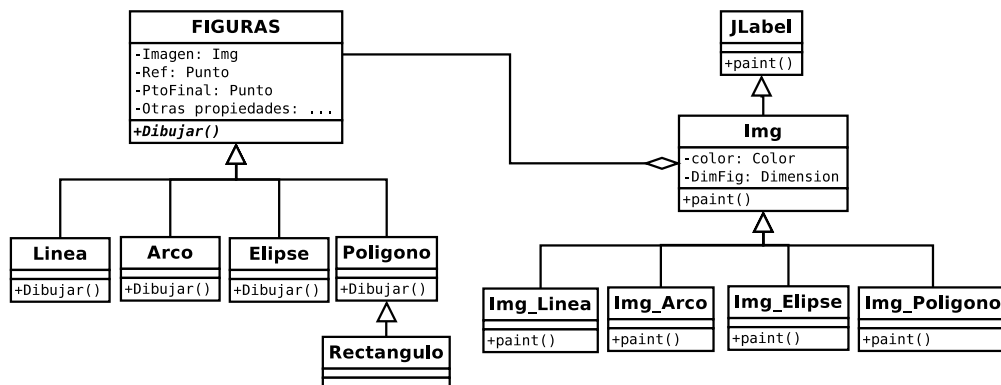 FIGURAS
-Imagen: Img
-Ref: Punto
-PtoFinal: Punto
-Otras propiedades: ...
+Dibujar()
JLabel
+paint()
Img
-color: Color
-DimFig: Dimension
+paint()
Linea
+Dibujar()
Arco
+Dibujar()
Elipse
+Dibujar()
Poligono
+Dibujar()
Rectangulo
Img_Linea
+paint()
Img_Arco
+paint()
Img_Elipse
+paint()
Img_Poligono
+paint()